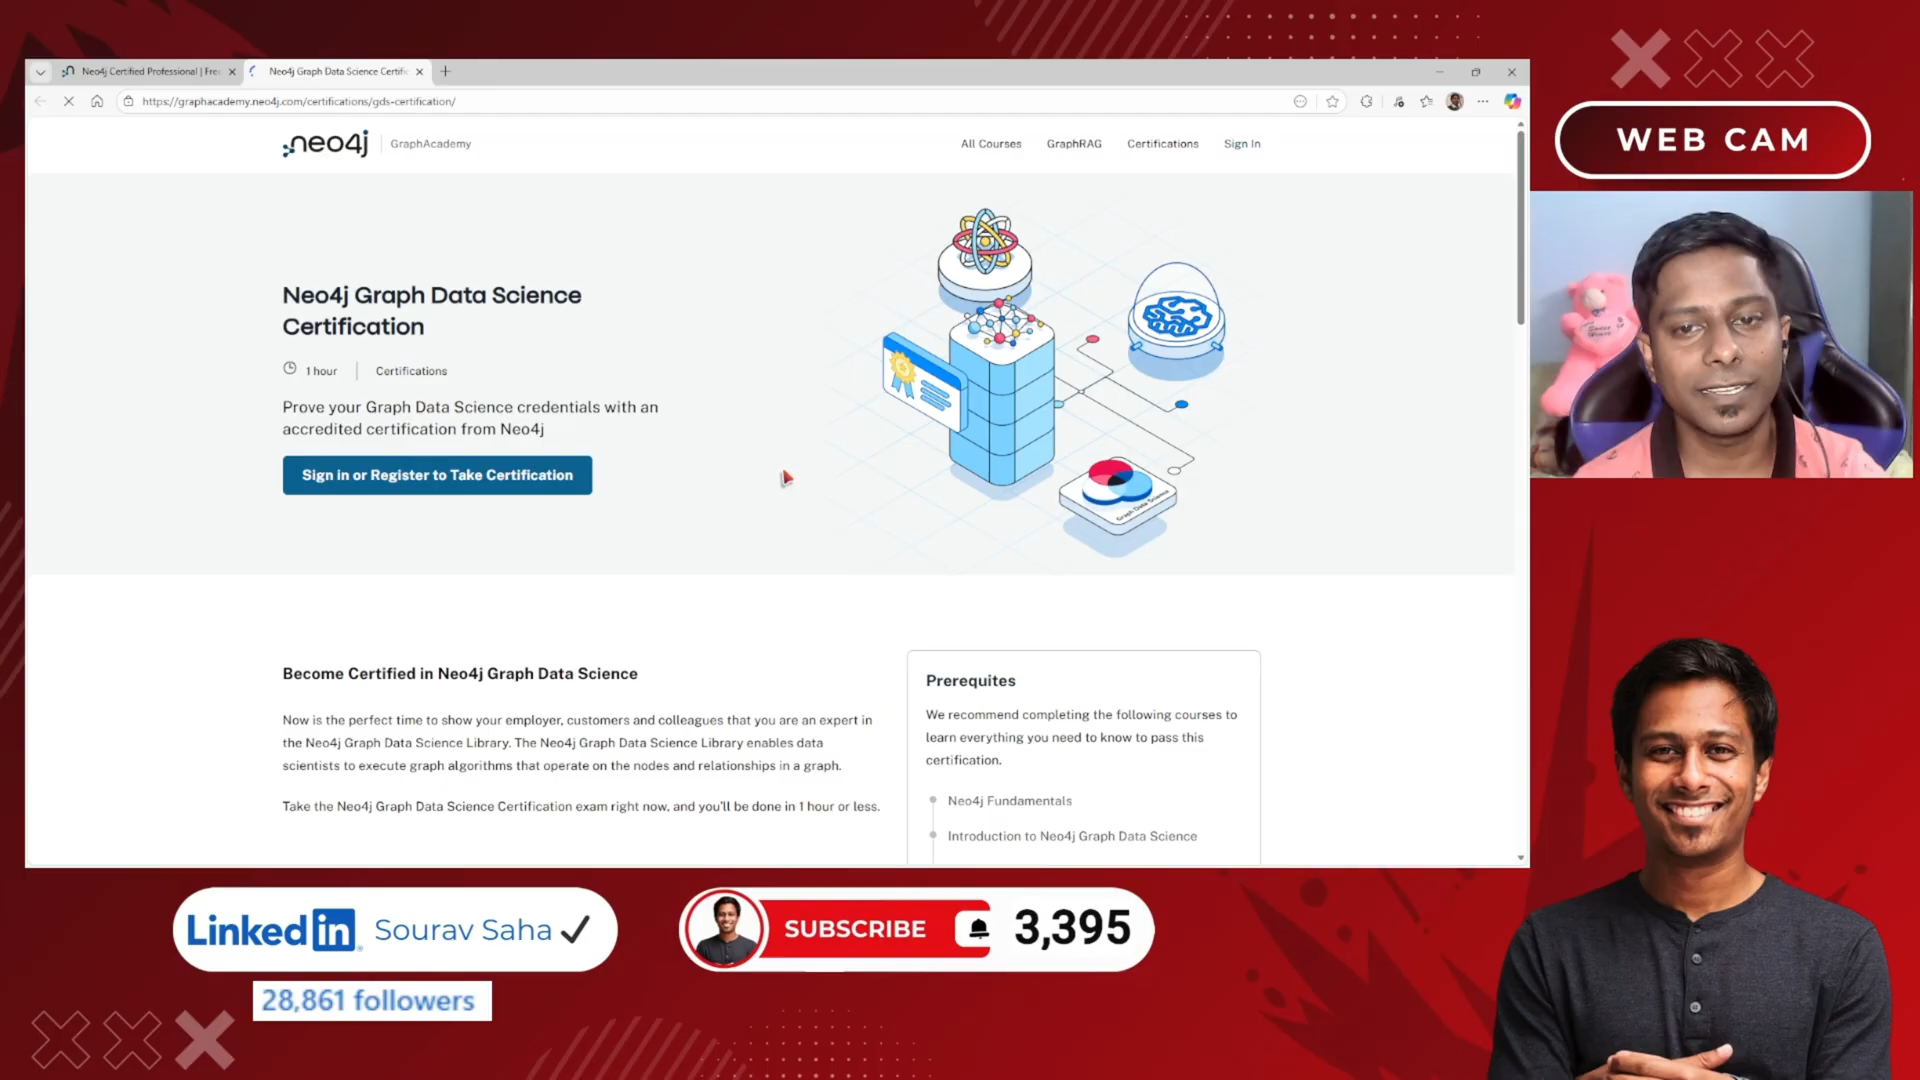 Neo4j Certified Professional | Free
Neo4j Graph Data Science Certific
https://graphacademy.neo4j.com/certifications/gds-certification/
neo4j
GraphAcademy
All Courses
GraphRAG
Certifications
Sign In
Neo4j Graph Data Science
Certification
1 hour
Certifications
Prove your Graph Data Science credentials with an
accredited certification from Neo4j
Sign in or Register to Take Certification
Graph Data Science
Become Certified in Neo4j Graph Data Science
Now is the perfect time to show your employer, customers and colleagues that you are an expert in
the Neo4j Graph Data Science Library. The Neo4j Graph Data Science Library enables data
scientists to execute graph algorithms that operate on the nodes and relationships in a graph.
Take the Neo4j Graph Data Science Certification exam right now, and you'll be done in 1 hour or less.
Prerequites
We recommend completing the following courses to
learn everything you need to know to pass this
certification.
Neo4j Fundamentals
Introduction to Neo4j Graph Data Science
WEB CAM
LinkedIn Sourav Saha
28,861 followers
SUBSCRIBE
3,395